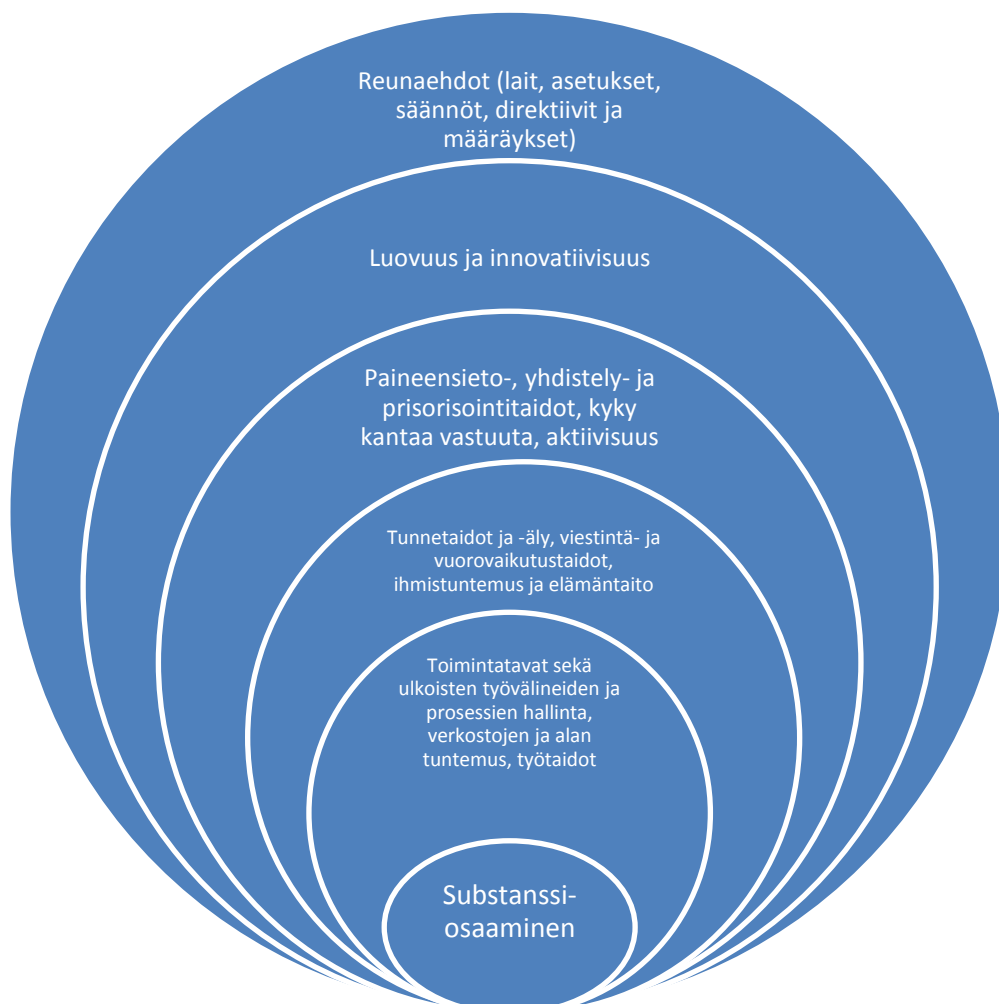 Reunaehdot (lait, asetukset,
säännöt, direktiivit ja
määräykset)
Luovuus ja innovatiivisuus
Paineensieto-, yhdistely- ja
prisorisointitaidot, kyky
kantaa vastuuta, aktiivisuus
Tunnetaidot ja -äly, viestintä- ja
vuorovaikutustaidot,
ihmistuntemus ja elämäntaito
Toimintatavat sekä
ulkoisten työvälineiden ja
prosessien hallinta,
verkostojen ja alan
tuntemus, työtaidot
Substanssi-
osaaminen